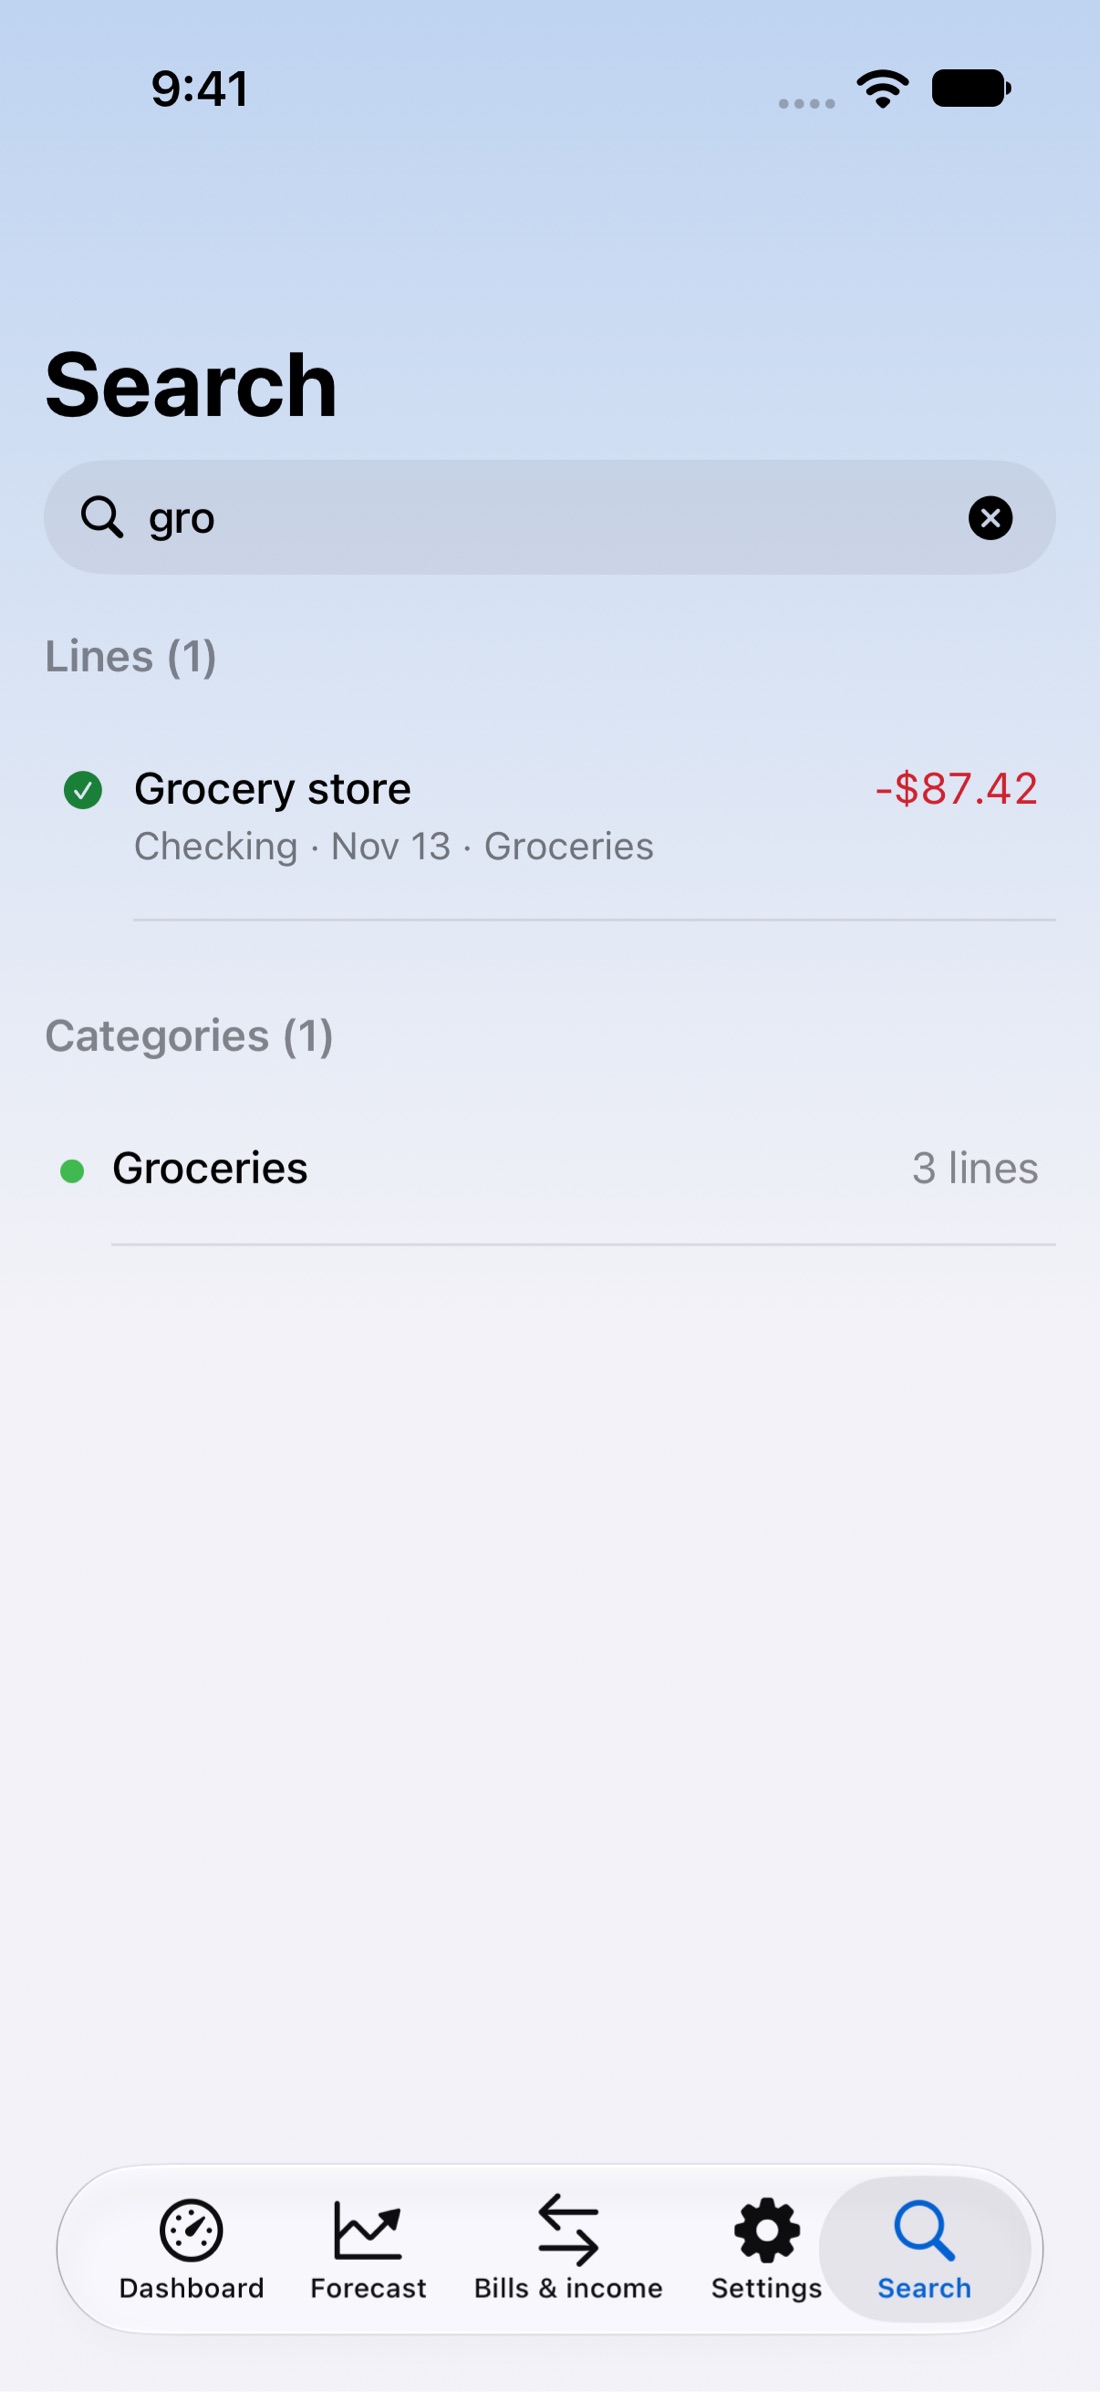 9:41
Search
gro
Lines (1)
Grocery store -$87.42
Checking · Nov 13 · Groceries
Categories (1)
Groceries 3 lines
Dashboard Forecast Bills & income Settings Search